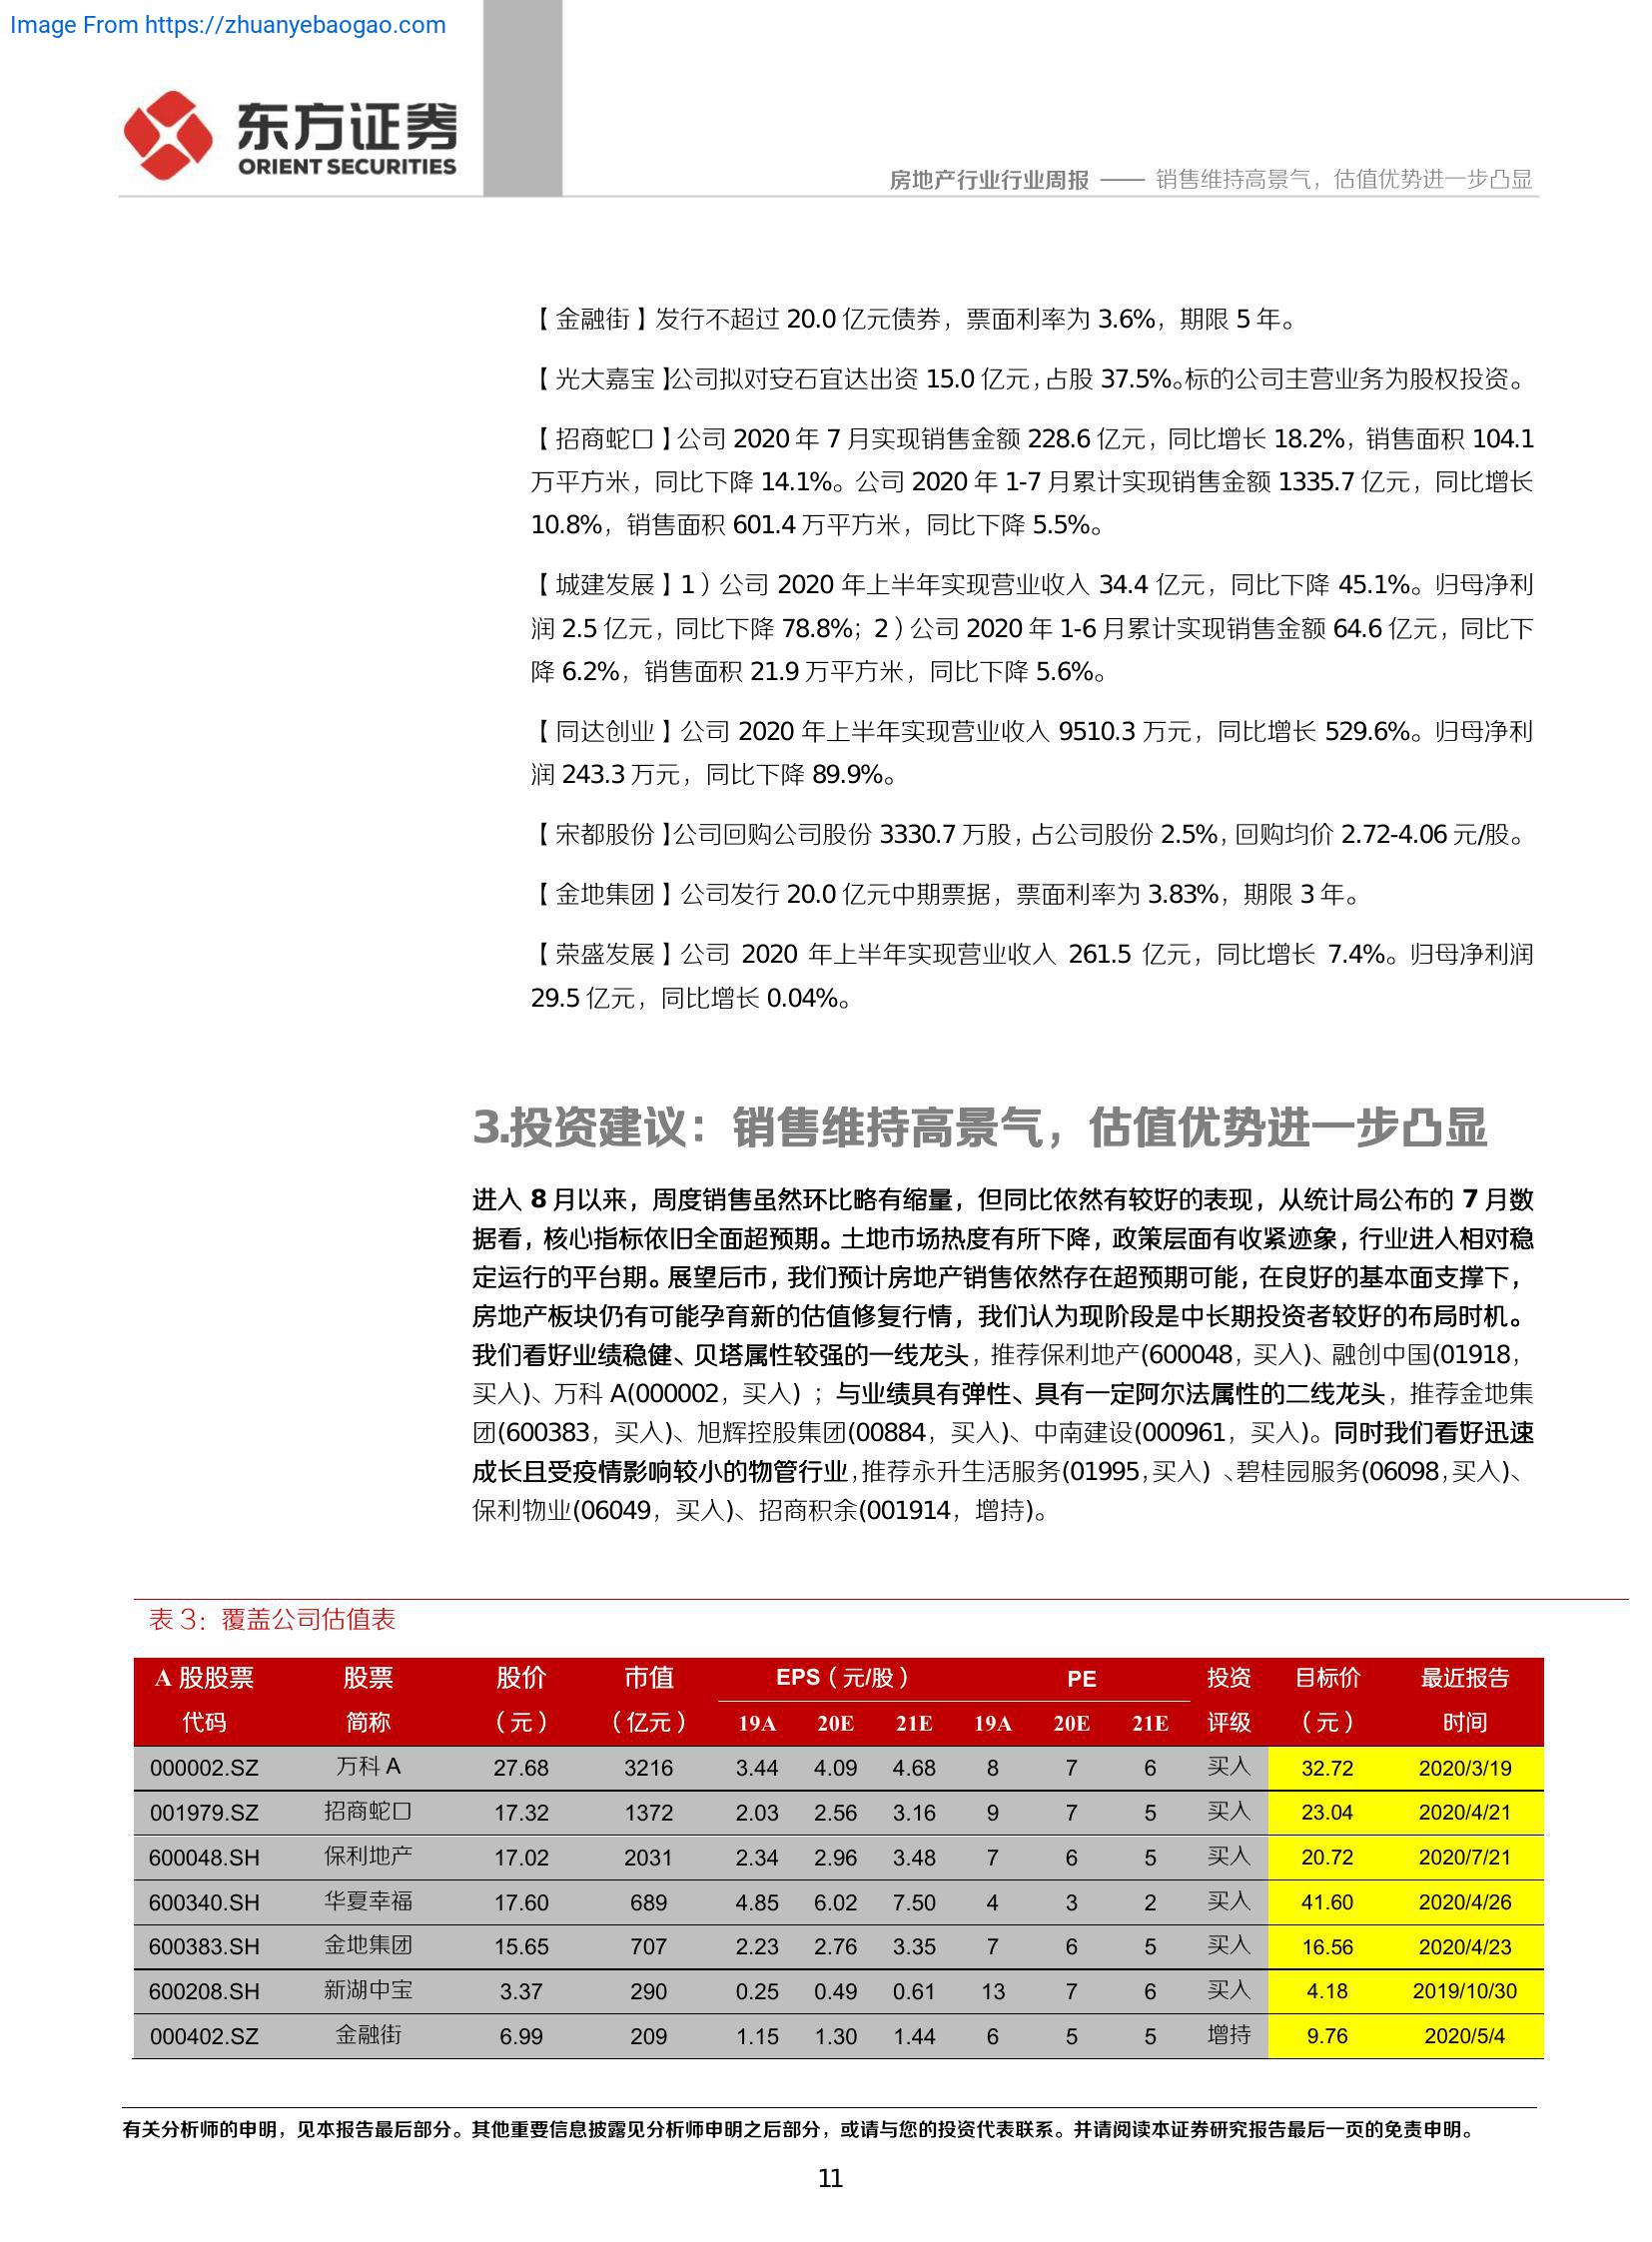 Image From https://zhuanyebaogao.com
东方证券
ORIENT SECURITIES
房地产行业行业周报 —— 销售维持高景气，估值优势进一步凸显
【金融街】发行不超过 20.0 亿元债券，票面利率为 3.6%，期限 5 年。
【光大嘉宝】公司拟对安石宜达出资 15.0 亿元，占股 37.5%。标的公司主营业务为股权投资。
【招商蛇口】公司 2020 年 7 月实现销售金额 228.6 亿元，同比增长 18.2%，销售面积 104.1
万平方米，同比下降 14.1%。公司 2020 年 1-7 月累计实现销售金额 1335.7 亿元，同比增长
10.8%，销售面积 601.4 万平方米，同比下降 5.5%。
【城建发展】1）公司 2020 年上半年实现营业收入 34.4 亿元，同比下降 45.1%。归母净利
润 2.5 亿元，同比下降 78.8%；2）公司 2020 年 1-6 月累计实现销售金额 64.6 亿元，同比下
降 6.2%，销售面积 21.9 万平方米，同比下降 5.6%。
【同达创业】公司 2020 年上半年实现营业收入 9510.3 万元，同比增长 529.6%。归母净利
润 243.3 万元，同比下降 89.9%。
【宋都股份】公司回购公司股份 3330.7 万股，占公司股份 2.5%，回购均价 2.72-4.06 元/股。
【金地集团】公司发行 20.0 亿元中期票据，票面利率为 3.83%，期限 3 年。
【荣盛发展】公司 2020 年上半年实现营业收入 261.5 亿元，同比增长 7.4%。归母净利润
29.5 亿元，同比增长 0.04%。
3.投资建议：销售维持高景气，估值优势进一步凸显
进入 8 月以来，周度销售虽然环比略有缩量，但同比依然有较好的表现，从统计局公布的 7 月数
据看，核心指标依旧全面超预期。土地市场热度有所下降，政策层面有收紧迹象，行业进入相对稳
定运行的平台期。展望后市，我们预计房地产销售依然存在超预期可能，在良好的基本面支撑下，
房地产板块仍有可能孕育新的估值修复行情，我们认为现阶段是中长期投资者较好的布局时机。
我们看好业绩稳健、贝塔属性较强的一线龙头，推荐保利地产(600048，买入)、融创中国(01918，
买入)、万科 A(000002，买入)；与业绩具有弹性、具有一定阿尔法属性的二线龙头，推荐金地集
团(600383，买入)、旭辉控股集团(00884，买入)、中南建设(000961，买入)。同时我们看好迅速
成长且受疫情影响较小的物管行业，推荐永升生活服务(01995，买入) 、碧桂园服务(06098，买入)、
保利物业(06049，买入)、招商积余(001914，增持)。
表 3：覆盖公司估值表
A 股股票 股票 股价 市值 EPS（元/股） PE 投资 目标价 最近报告
代码 简称 （元） （亿元） 19A 20E 21E 19A 20E 21E 评级 （元） 时间
000002.SZ 万科 A 27.68 3216 3.44 4.09 4.68 8 7 6 买入 32.72 2020/3/19
001979.SZ 招商蛇口 17.32 1372 2.03 2.56 3.16 9 7 5 买入 23.04 2020/4/21
600048.SH 保利地产 17.02 2031 2.34 2.96 3.48 7 6 5 买入 20.72 2020/7/21
600340.SH 华夏幸福 17.60 689 4.85 6.02 7.50 4 3 2 买入 41.60 2020/4/26
600383.SH 金地集团 15.65 707 2.23 2.76 3.35 7 6 5 买入 16.56 2020/4/23
600208.SH 新湖中宝 3.37 290 0.25 0.49 0.61 13 7 6 买入 4.18 2019/10/30
000402.SZ 金融街 6.99 209 1.15 1.30 1.44 6 5 5 增持 9.76 2020/5/4
有关分析师的申明，见本报告最后部分。其他重要信息披露见分析师申明之后部分，或请与您的投资代表联系。并请阅读本证券研究报告最后一页的免责申明。
11